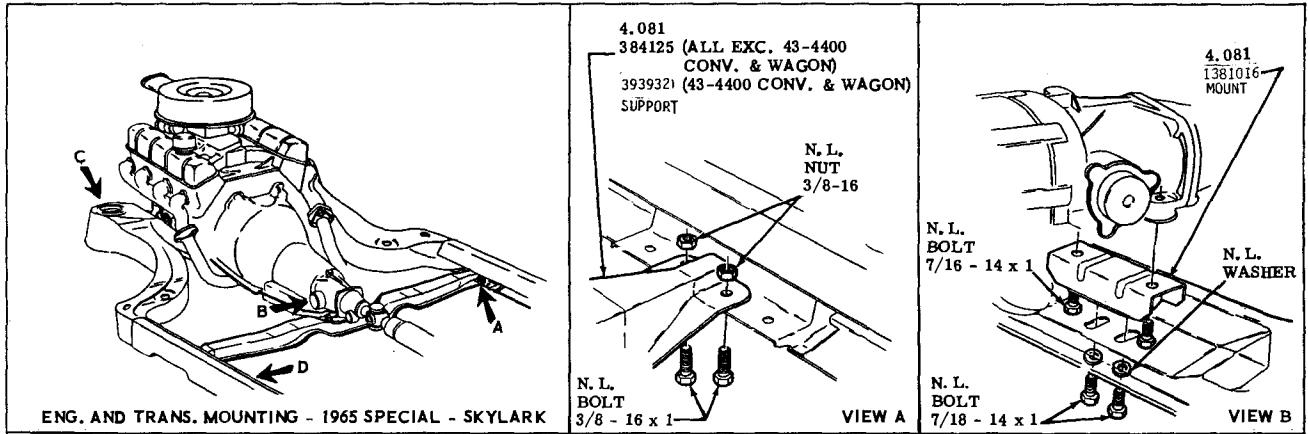 C
B
A
D
ENG. AND TRANS. MOUNTING - 1965 SPECIAL - SKYLARK
4.081
384125 (ALL EXC. 43-4400
CONV. & WAGON)
393932) (43-4400 CONV. & WAGON)
SUPPORT
N. L.
NUT
3/8-16
N. L.
BOLT
3/8 - 16 x 1
VIEW A
4.081
1381016
MOUNT
N. L.
BOLT
7/16 - 14 x 1
N. L.
WASHER
N. L.
BOLT
7/18 - 14 x 1
VIEW B